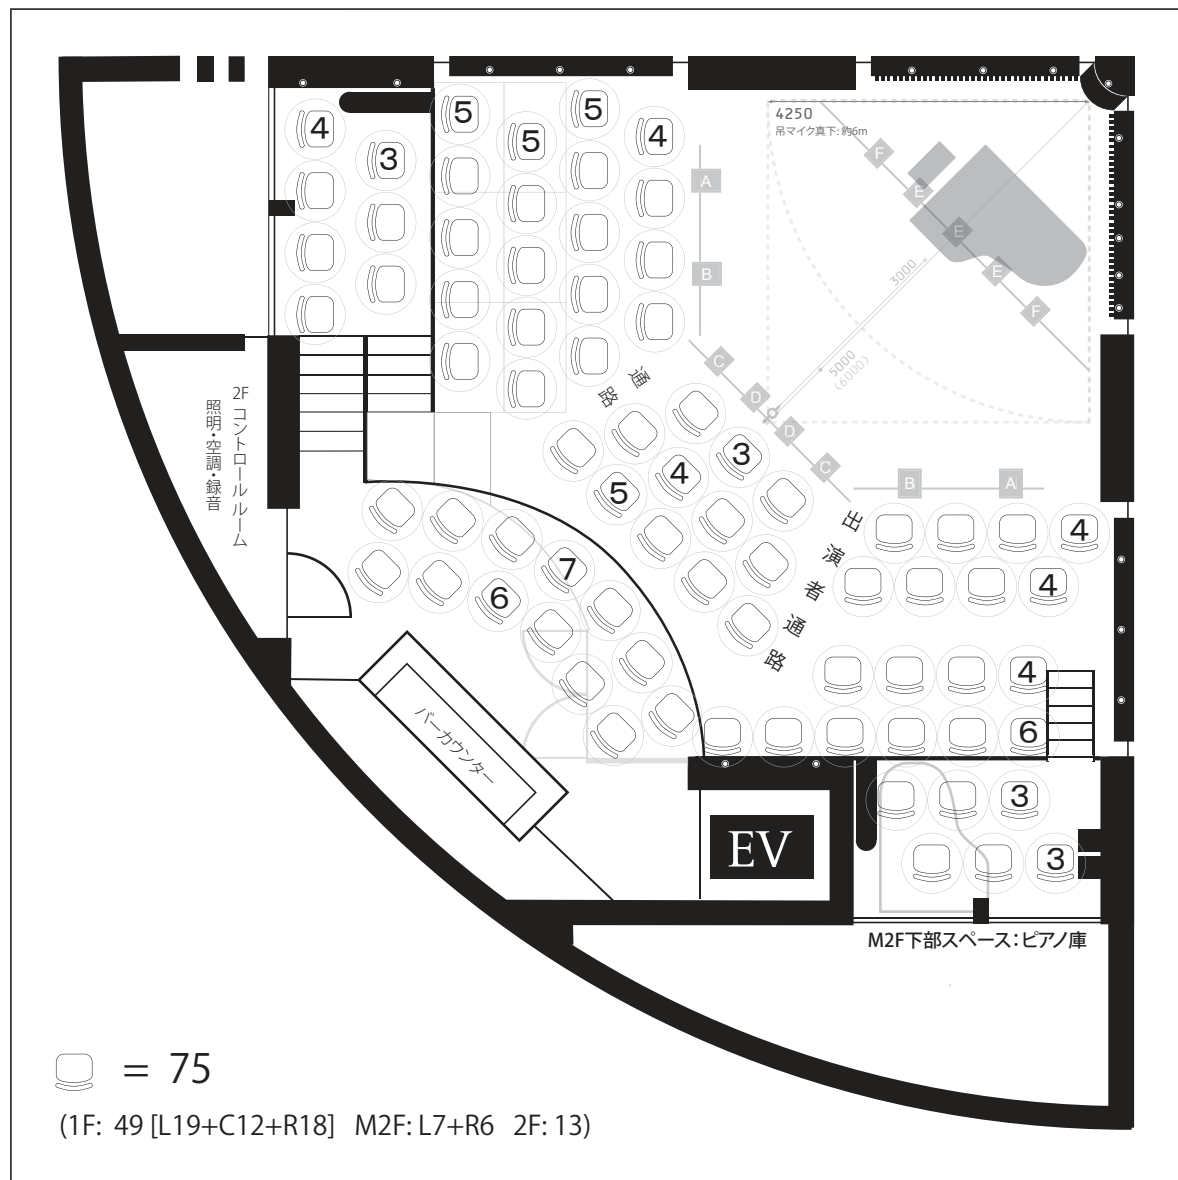 4250
吊マイク真下:約6m
4
3
5
5
5
4
A
B
F
E
E
E
F
3000
5000
(6000)
C
D
D
C
B
A
通路
2F コントロールルーム
照明・空調・録音
3
4
5
7
6
出演者通路
4
4
4
6
バーカウンター
EV
3
3
M2F下部スペース:ピアノ庫
= 75
(1F: 49 [L19+C12+R18] M2F: L7+R6 2F: 13)